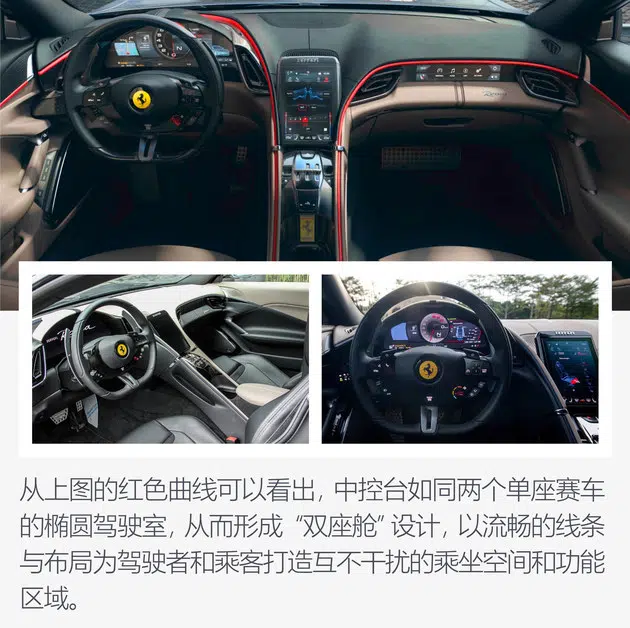 从上图的红色曲线可以看出，中控台如同两个单座赛车
的椭圆驾驶室，从而形成“双座舱”设计，以流畅的线条
与布局为驾驶者和乘客打造互不干扰的乘坐空间和功能
区域。